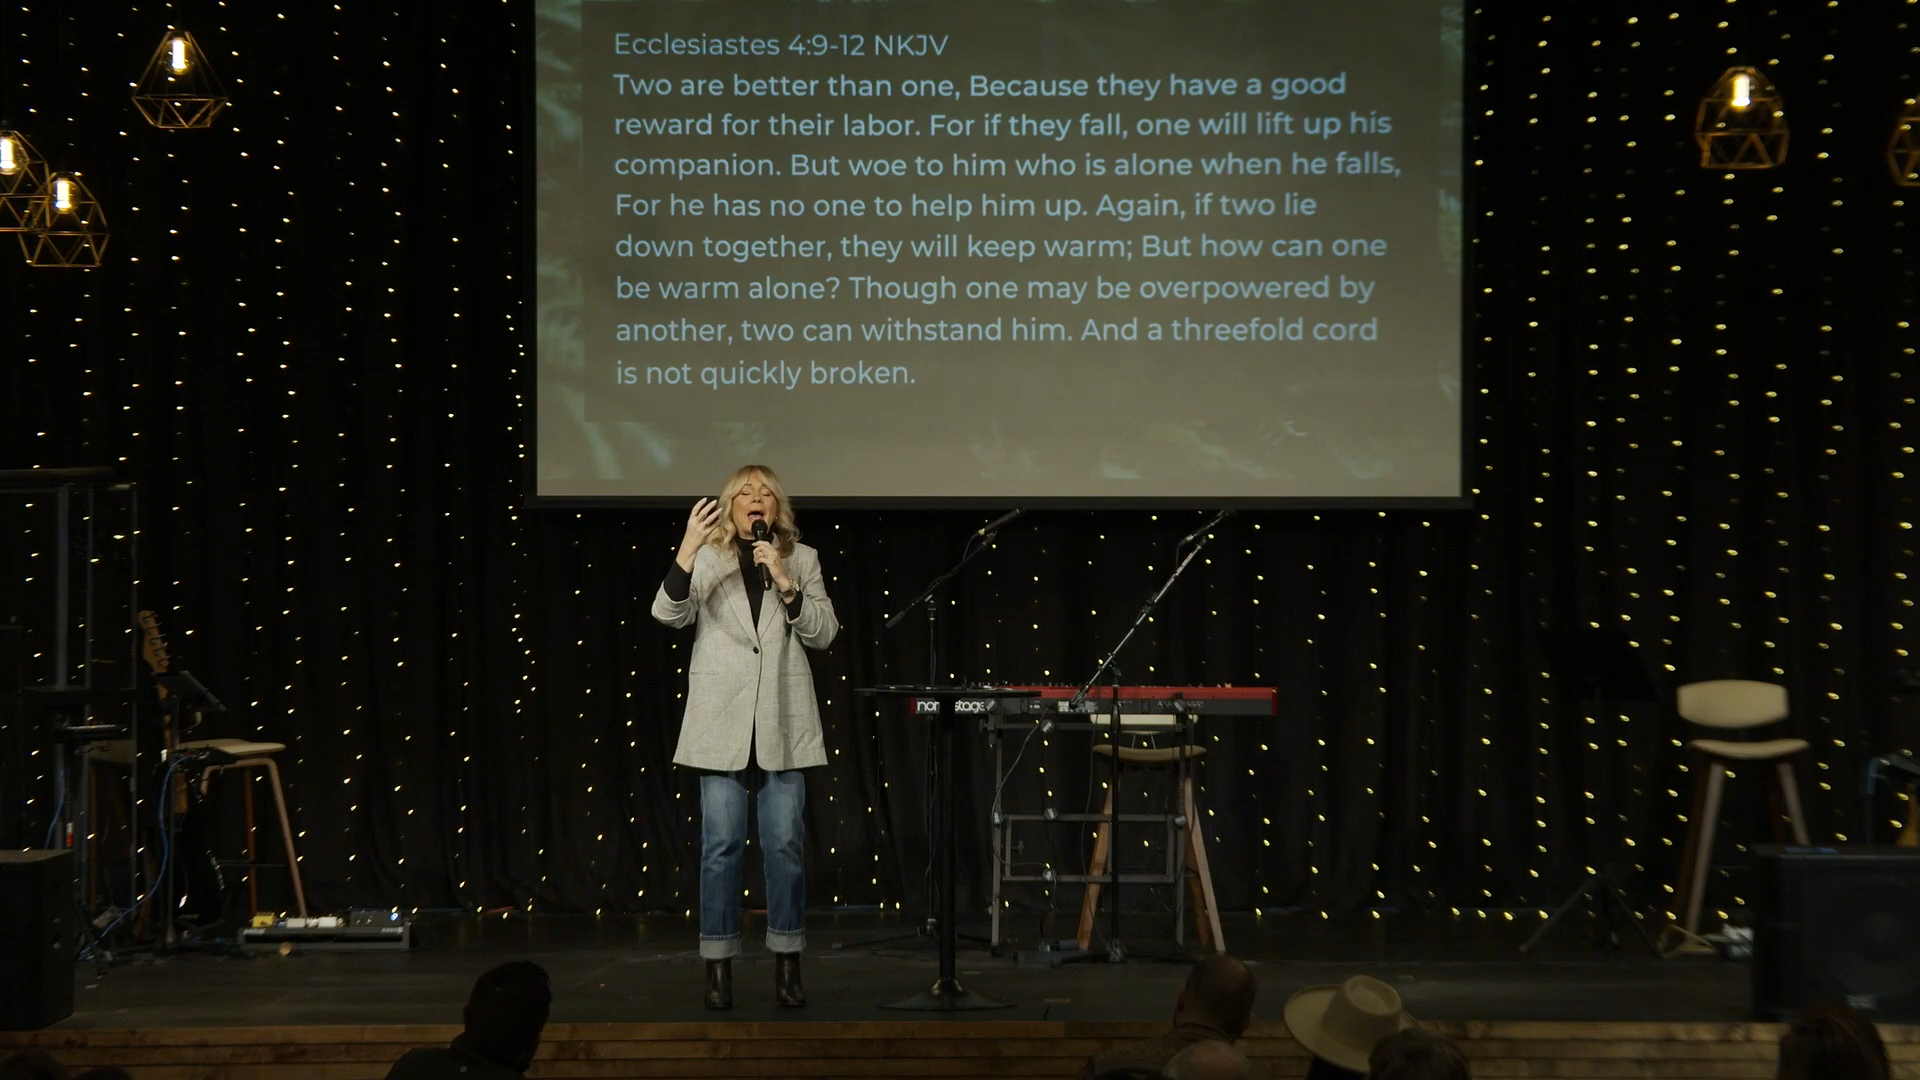 Ecclesiastes 4:9-12 NKJV
Two are better than one, Because they have a good
reward for their labor. For if they fall, one will lift up his
companion. But woe to him who is alone when he falls,
For he has no one to help him up. Again, if two lie
down together, they will keep warm; But how can one
be warm alone? Though one may be overpowered by
another, two can withstand him. And a threefold cord
is not quickly broken.
nord stage